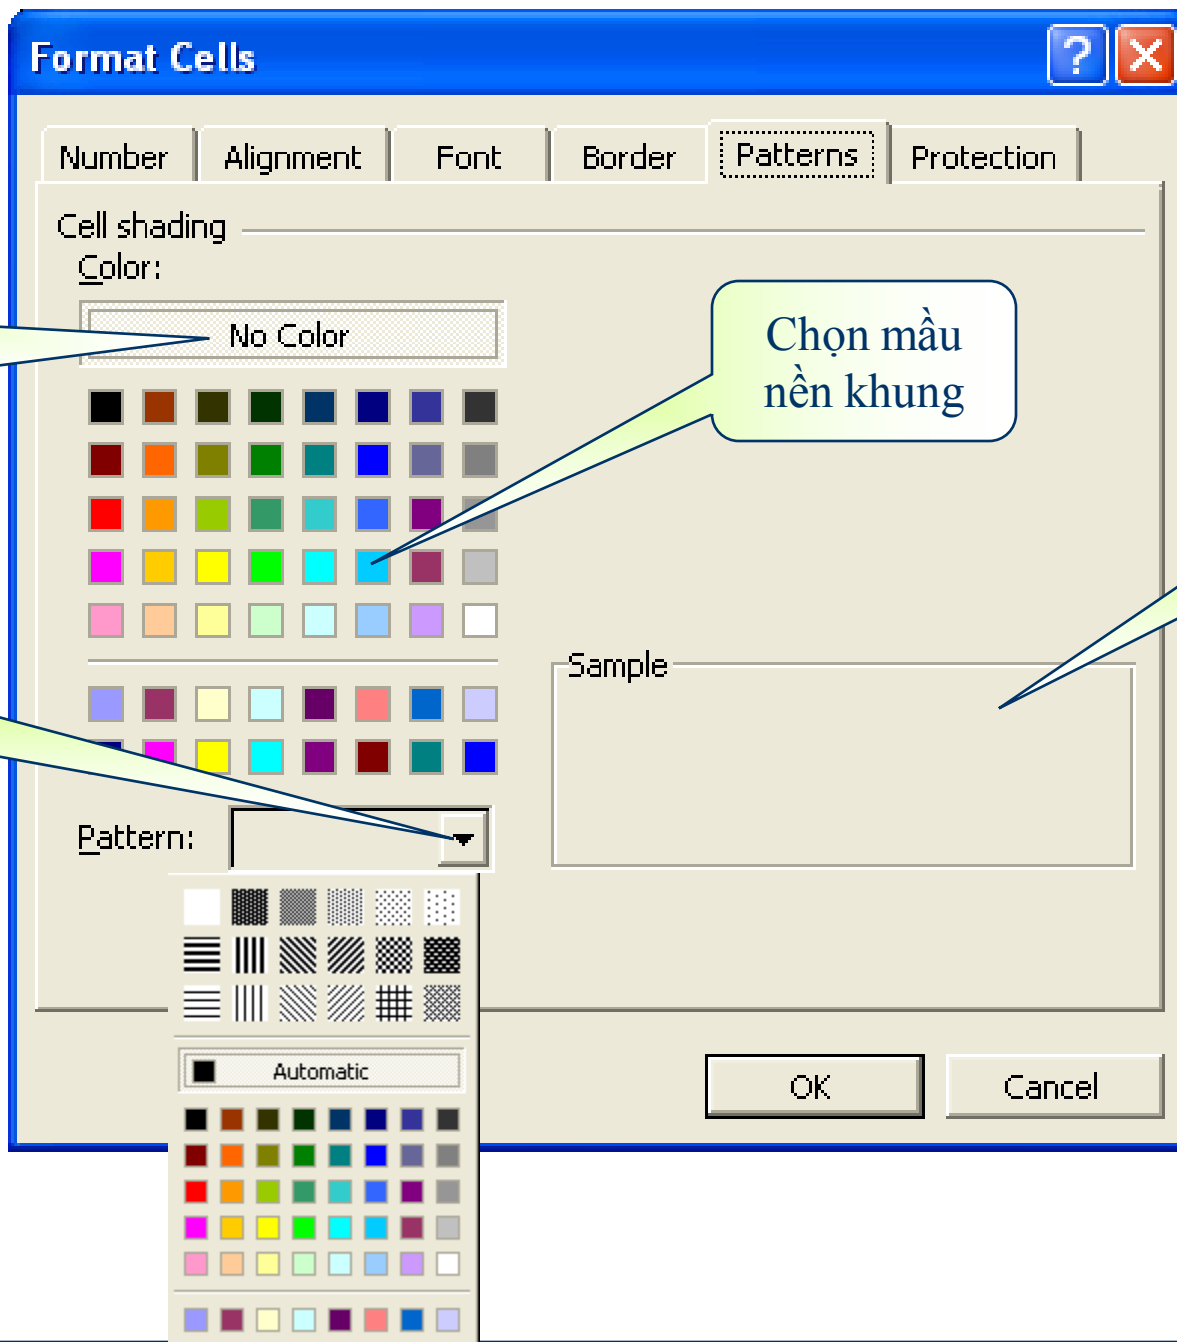 Format Cells
Number Alignment Font Border Patterns Protection
Cell shading
Color:
No Color
Chọn mầu
nền khung
Sample
Pattern:
Automatic
OK Cancel